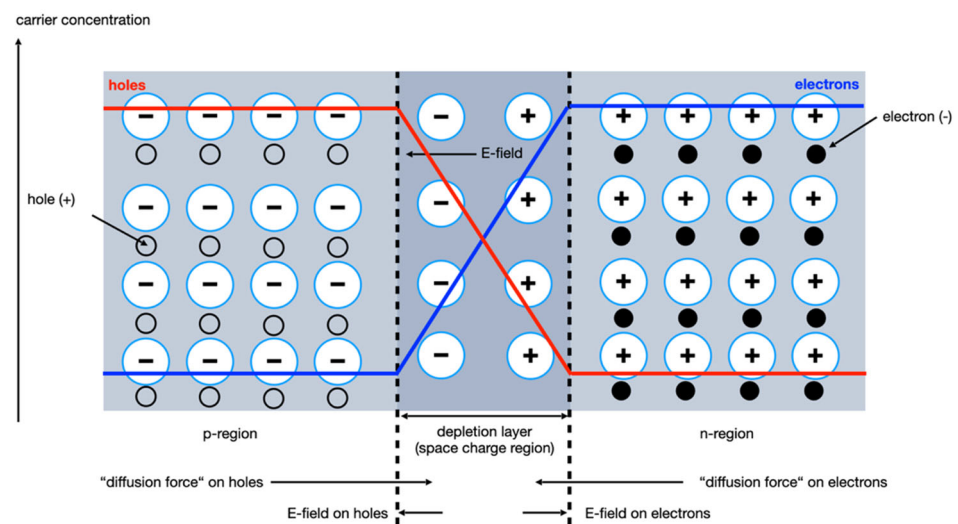 carrier concentration
holes
electrons
electron (-)
E-field
hole (+)
p-region
depletion layer
(space charge region)
n-region
“diffusion force“ on holes
“diffusion force“ on electrons
E-field on holes
E-field on electrons